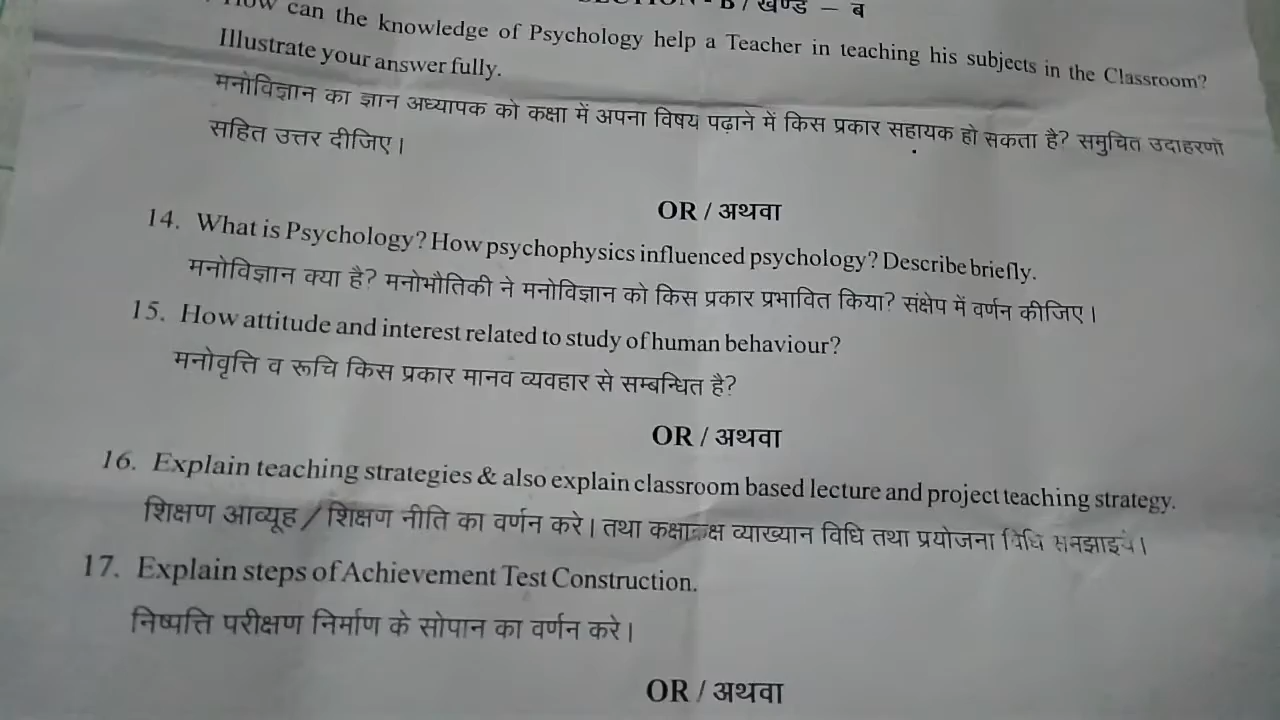 SECTION - B / खण्ड – ब
How can the knowledge of Psychology help a Teacher in teaching his subjects in the Classroom?
Illustrate your answer fully.
मनोविज्ञान का ज्ञान अध्यापक को कक्षा में अपना विषय पढ़ाने में किस प्रकार सहायक हो सकता है? समुचित उदाहरणों
सहित उत्तर दीजिए।
OR / अथवा
14. What is Psychology? How psychophysics influenced psychology? Describe briefly.
मनोविज्ञान क्या है? मनोभौतिकी ने मनोविज्ञान को किस प्रकार प्रभावित किया? संक्षेप में वर्णन कीजिए।
15. How attitude and interest related to study of human behaviour?
मनोवृत्ति व रूचि किस प्रकार मानव व्यवहार से सम्बन्धित है?
OR / अथवा
16. Explain teaching strategies & also explain classroom based lecture and project teaching strategy.
शिक्षण आव्यूह / शिक्षण नीति का वर्णन करे। तथा व्याख्यान विधि तथा प्रयोजना विधि समझाइये।
17. Explain steps of Achievement Test Construction.
निष्पत्ति परीक्षण निर्माण के सोपान का वर्णन करे।
OR / अथवा